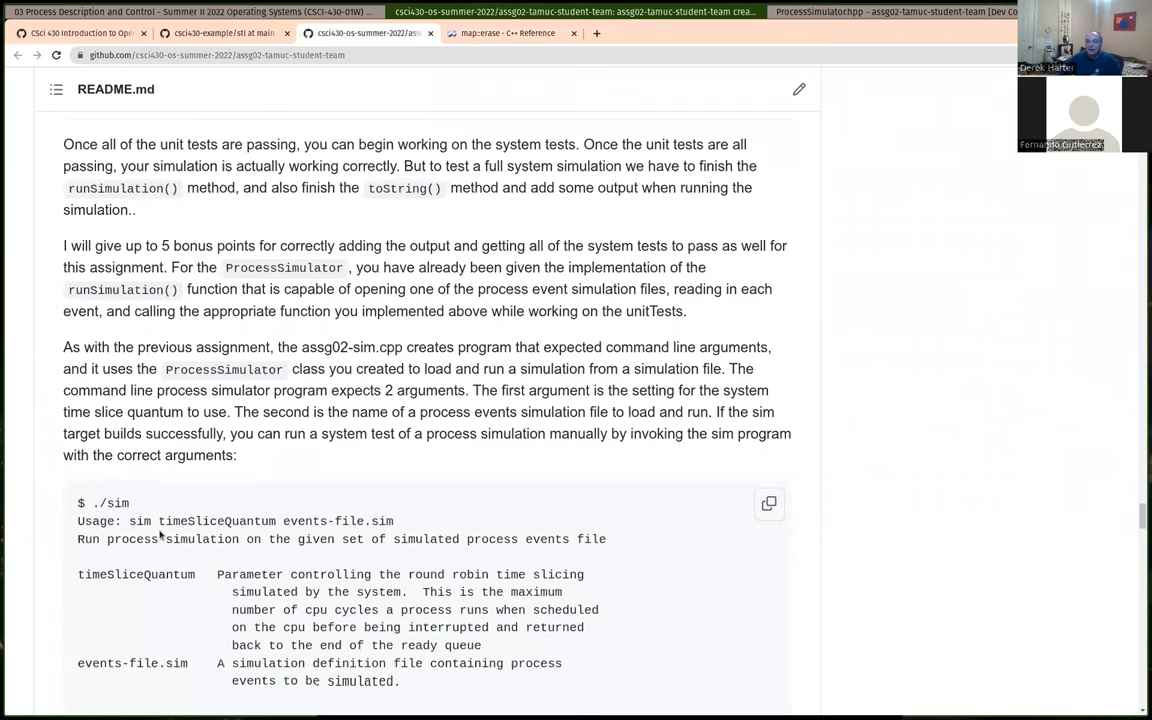 03 Process Description and Control - Summer II 2022 Operating Systems (CSCI-430-01W) ...
csci430-os-summer-2022/assg02-tamuc-student-team: assg02-tamuc-student-team crea...
ProcessSimulator.hpp - assg02-tamuc-student-team [Dev Co
CSci 430 Introduction to Ope
csci430-example/stl at main
csci430-os-summer-2022/ass
map::erase - C++ Reference
github.com/csci430-os-summer-2022/assg02-tamuc-student-team
Derek Harter
Fernando Gutierrez
README.md
Once all of the unit tests are passing, you can begin working on the system tests. Once the unit tests are all
passing, your simulation is actually working correctly. But to test a full system simulation we have to finish the
runSimulation() method, and also finish the toString() method and add some output when running the
simulation..
I will give up to 5 bonus points for correctly adding the output and getting all of the system tests to pass as well for
this assignment. For the ProcessSimulator , you have already been given the implementation of the
runSimulation() function that is capable of opening one of the process event simulation files, reading in each
event, and calling the appropriate function you implemented above while working on the unitTests.
As with the previous assignment, the assg02-sim.cpp creates program that expected command line arguments,
and it uses the ProcessSimulator class you created to load and run a simulation from a simulation file. The
command line process simulator program expects 2 arguments. The first argument is the setting for the system
time slice quantum to use. The second is the name of a process events simulation file to load and run. If the sim
target builds successfully, you can run a system test of a process simulation manually by invoking the sim program
with the correct arguments:
$ ./sim
Usage: sim timeSliceQuantum events-file.sim
Run process simulation on the given set of simulated process events file
timeSliceQuantum Parameter controlling the round robin time slicing
simulated by the system. This is the maximum
number of cpu cycles a process runs when scheduled
on the cpu before being interrupted and returned
back to the end of the ready queue
events-file.sim A simulation definition file containing process
events to be simulated.